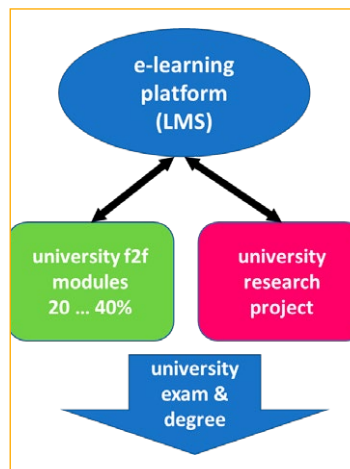 e-learning
platform
(LMS)
university f2f
modules
20 ... 40%
university
research
project
university
exam &
degree